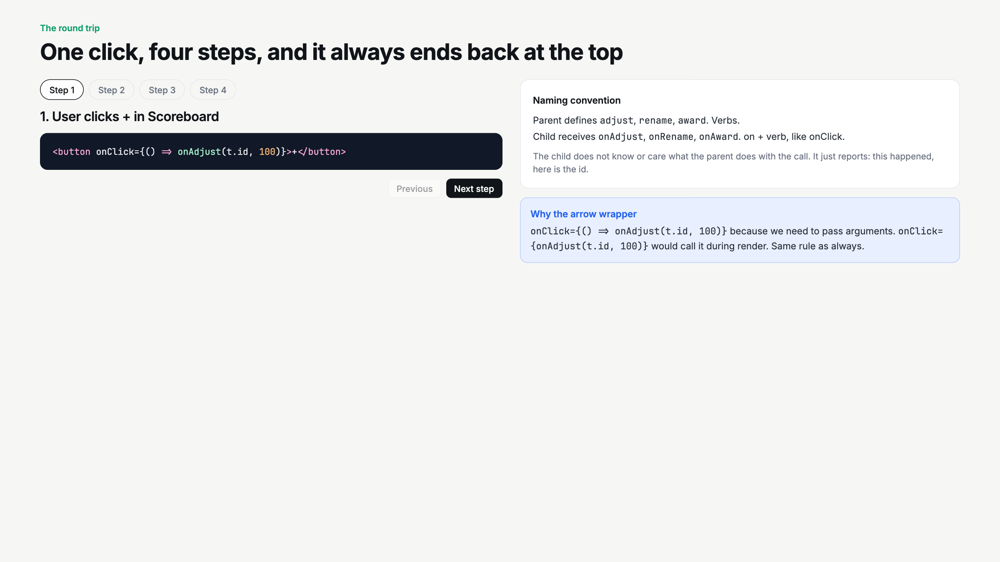 The round trip
One click, four steps, and it always ends back at the top
Step 1 Step 2 Step 3 Step 4
1. User clicks + in Scoreboard
<button onClick={() => onAdjust(t.id, 100)}>+</button>
Previous Next step
Naming convention
Parent defines adjust, rename, award. Verbs.
Child receives onAdjust, onRename, onAward. on + verb, like onClick.
The child does not know or care what the parent does with the call. It just reports: this happened,
here is the id.
Why the arrow wrapper
onClick={() => onAdjust(t.id, 100)} because we need to pass arguments. onClick=
{onAdjust(t.id, 100)} would call it during render. Same rule as always.